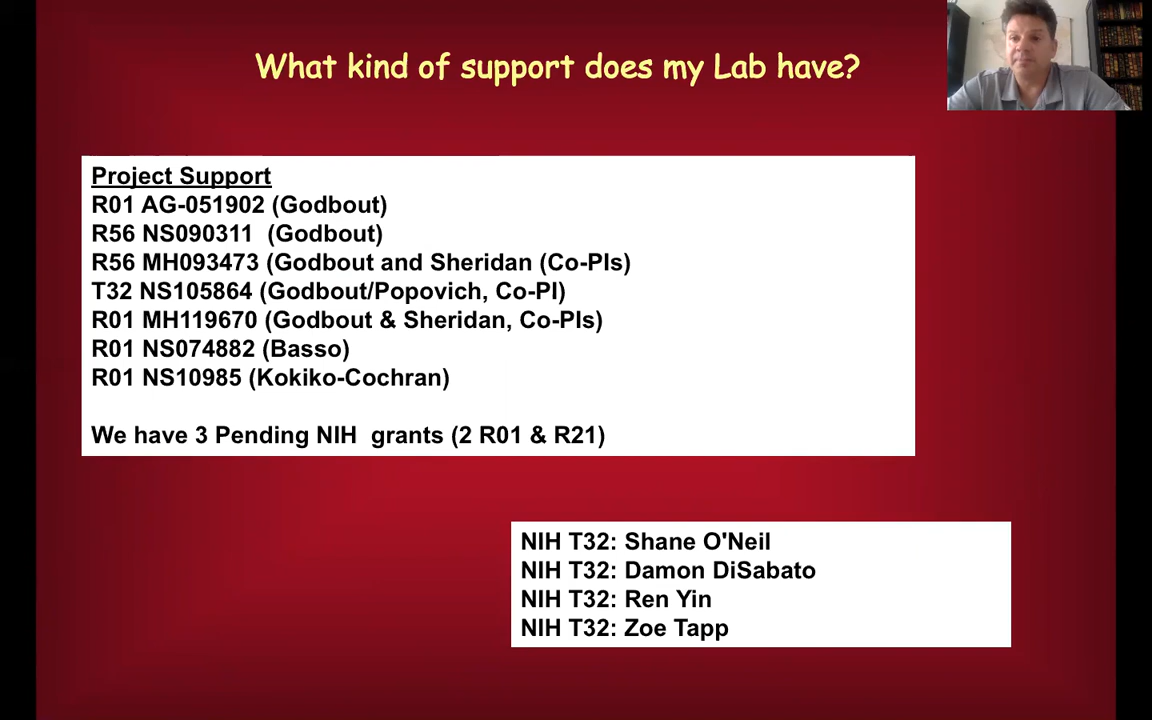 What kind of support does my Lab have?
Project Support
R01 AG-051902 (Godbout)
R56 NS090311 (Godbout)
R56 MH093473 (Godbout and Sheridan (Co-PIs)
T32 NS105864 (Godbout/Popovich, Co-PI)
R01 MH119670 (Godbout & Sheridan, Co-PIs)
R01 NS074882 (Basso)
R01 NS10985 (Kokiko-Cochran)
We have 3 Pending NIH grants (2 R01 & R21)
NIH T32: Shane O'Neil
NIH T32: Damon DiSabato
NIH T32: Ren Yin
NIH T32: Zoe Tapp